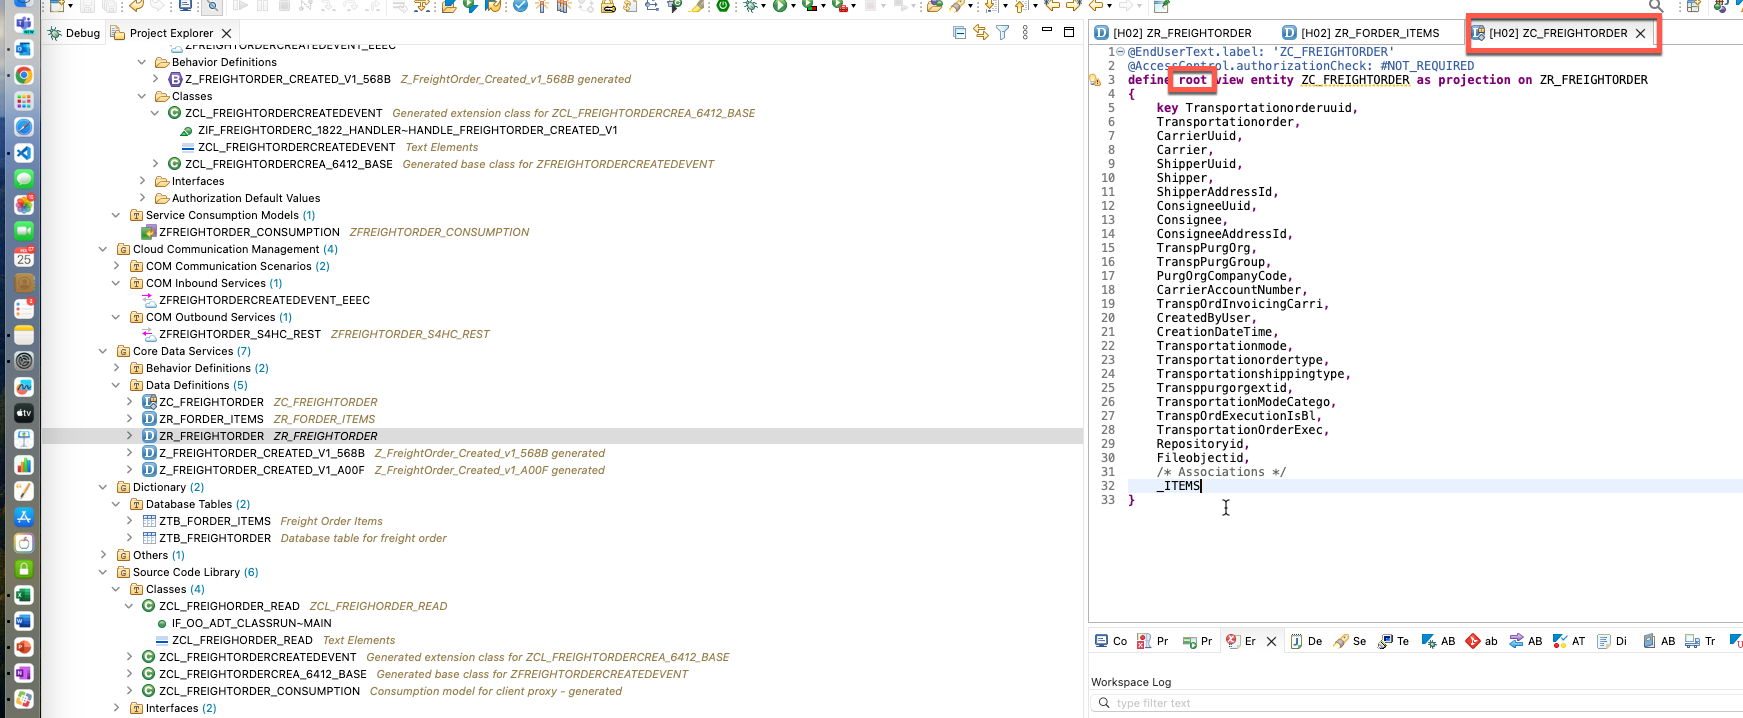 Debug
Project Explorer
ZFREIGHTORDERCREATEDEVENT_EEEC
Behavior Definitions
Z_FREIGHTORDER_CREATED_V1_568B Z_FreightOrder_Created_v1_568B generated
Classes
ZCL_FREIGHTORDERCREATEDEVENT Generated extension class for ZCL_FREIGHTORDERCREA_6412_BASE
ZIF_FREIGHTORDERC_1822_HANDLER~HANDLE_FREIGHTORDER_CREATED_V1
ZCL_FREIGHTORDERCREATEDEVENT Text Elements
ZCL_FREIGHTORDERCREA_6412_BASE Generated base class for ZFREIGHTORDERCREATEDEVENT
Interfaces
Authorization Default Values
Service Consumption Models (1)
ZFREIGHTORDER_CONSUMPTION ZFREIGHTORDER_CONSUMPTION
Cloud Communication Management (4)
COM Communication Scenarios (2)
COM Inbound Services (1)
ZFREIGHTORDERCREATEDEVENT_EEEC
COM Outbound Services (1)
ZFREIGHTORDER_S4HC_REST ZFREIGHTORDER_S4HC_REST
Core Data Services (7)
Behavior Definitions (2)
Data Definitions (5)
ZC_FREIGHTORDER ZC_FREIGHTORDER
ZR_FORDER_ITEMS ZR_FORDER_ITEMS
ZR_FREIGHTORDER ZR_FREIGHTORDER
Z_FREIGHTORDER_CREATED_V1_568B Z_FreightOrder_Created_v1_568B generated
Z_FREIGHTORDER_CREATED_V1_A00F Z_FreightOrder_Created_v1_A00F generated
Dictionary (2)
Database Tables (2)
ZTB_FORDER_ITEMS Freight Order Items
ZTB_FREIGHTORDER Database table for freight order
Others (1)
Source Code Library (6)
Classes (4)
ZCL_FREIGHORDER_READ ZCL_FREIGHORDER_READ
IF_OO_ADT_CLASSRUN~MAIN
ZCL_FREIGHORDER_READ Text Elements
ZCL_FREIGHTORDERCREATEDEVENT Generated extension class for ZCL_FREIGHTORDERCREA_6412_BASE
ZCL_FREIGHTORDERCREA_6412_BASE Generated base class for ZFREIGHTORDERCREATEDEVENT
ZCL_FREIGHTORDER_CONSUMPTION Consumption model for client proxy - generated
Interfaces (2)
[H02] ZR_FREIGHTORDER [H02] ZR_FORDER_ITEMS [H02] ZC_FREIGHTORDER
1 @EndUserText.label: 'ZC_FREIGHTORDER'
2 @AccessControl.authorizationCheck: #NOT_REQUIRED
3 define root view entity ZC_FREIGHTORDER as projection on ZR_FREIGHTORDER
4 {
5 key Transportationorderuuid,
6 Transportationorder,
7 CarrierUuid,
8 Carrier,
9 ShipperUuid,
10 Shipper,
11 ShipperAddressId,
12 ConsigneeUuid,
13 Consignee,
14 ConsigneeAddressId,
15 TranspPurgOrg,
16 TranspPurgGroup,
17 PurgOrgCompanyCode,
18 CarrierAccountNumber,
19 TranspOrdInvoicingCarri,
20 CreatedByUser,
21 CreationDateTime,
22 Transportationmode,
23 Transportationordertype,
24 Transportationshippingtype,
25 Transppurgorgextid,
26 TransportationModeCatego,
27 TranspOrdExecutionIsBl,
28 TransportationOrderExec,
29 Repositoryid,
30 Fileobjectid,
31 /* Associations */
32 _ITEMS
33 }
Co Pr Pr Er De Se Te AB ab AB AT Di AB Tr
Workspace Log
type filter text
25
tv